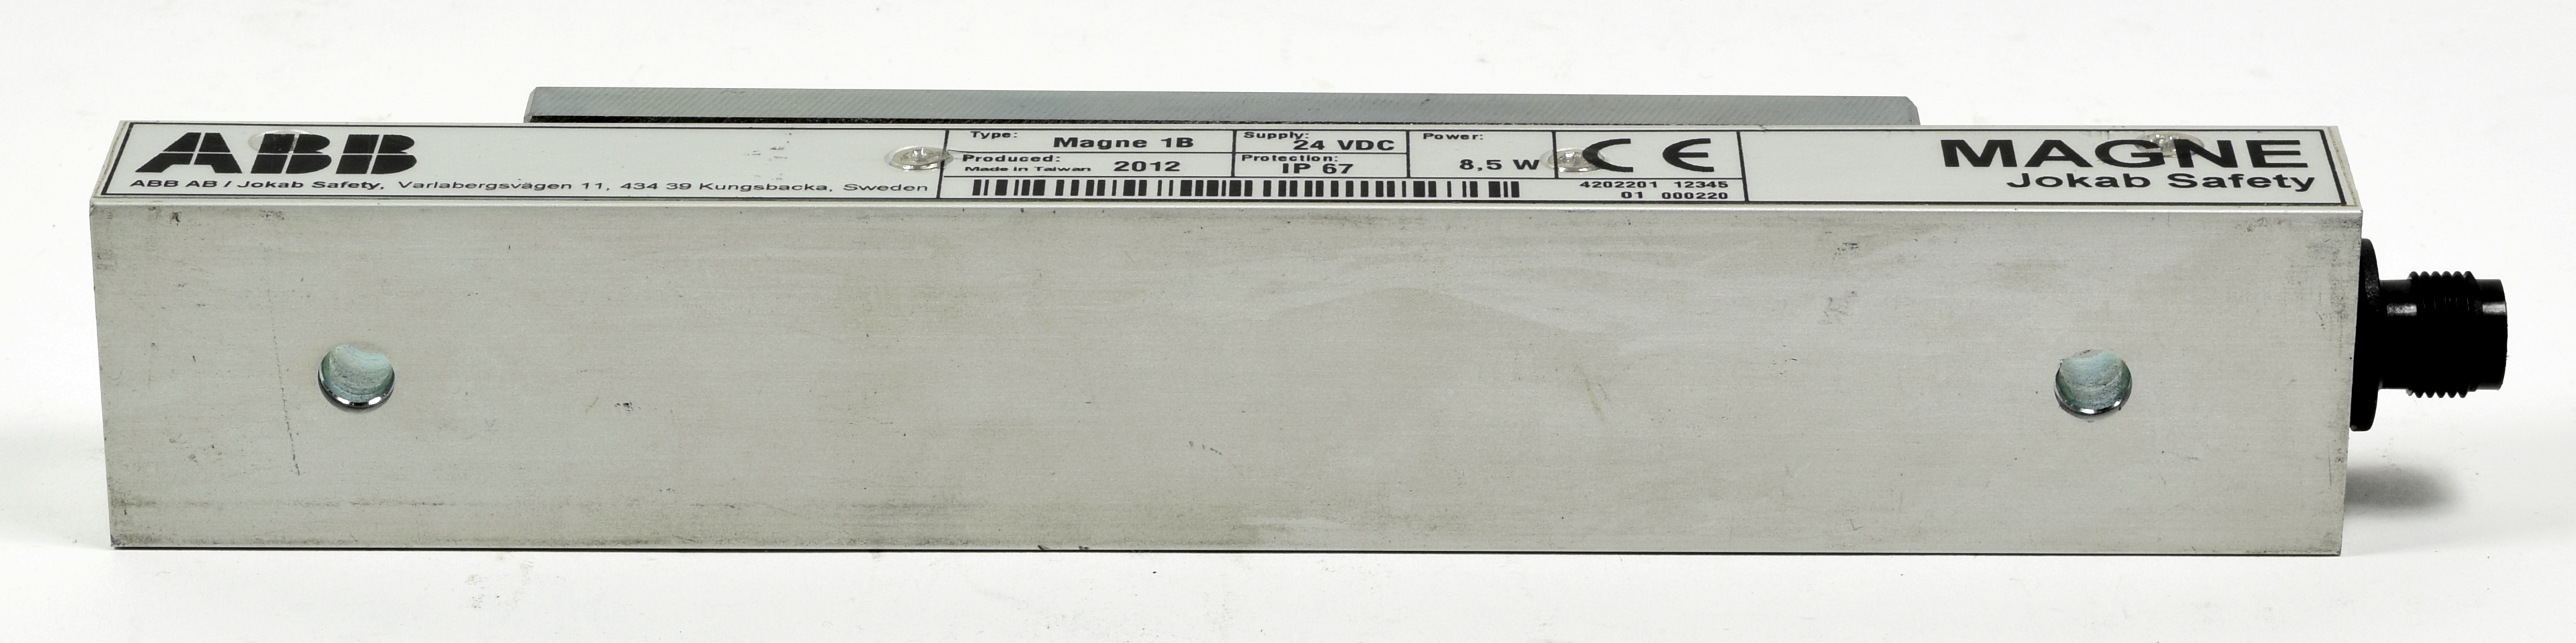 ABB
ABB AB / Jokab Safety, Varlabergsvägen 11, 434 39 Kungsbacka, Sweden
Type: Magne 1B
Produced: 2012
Made in Taiwan
Supply: 24 VDC
Protection: IP 67
Power: 8,5 W
CE
4202201 12345
01 000220
MAGNE
Jokab Safety